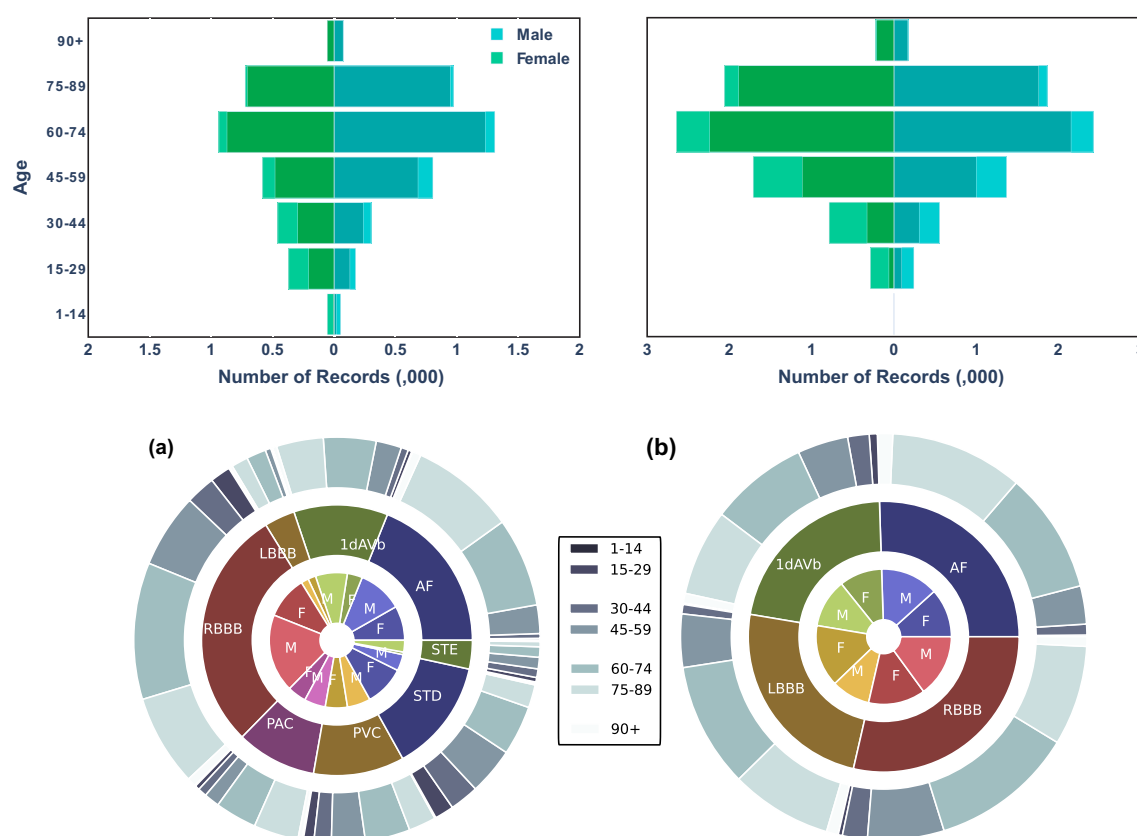 Male
Female
Age
90+
75-89
60-74
45-59
30-44
15-29
1-14
2 1.5 1 0.5 0 0.5 1 1.5 2
Number of Records (,000)
3 2 1 0 1 2 3
Number of Records (,000)
(a)
1dAVb
AF
STE
STD
PVC
PAC
RBBB
LBBB
M
F
M
F
M
F
M
F
M
F
M
F
(b)
1dAVb
AF
RBBB
LBBB
M
F
M
F
M
F
M
F
1-14
15-29
30-44
45-59
60-74
75-89
90+